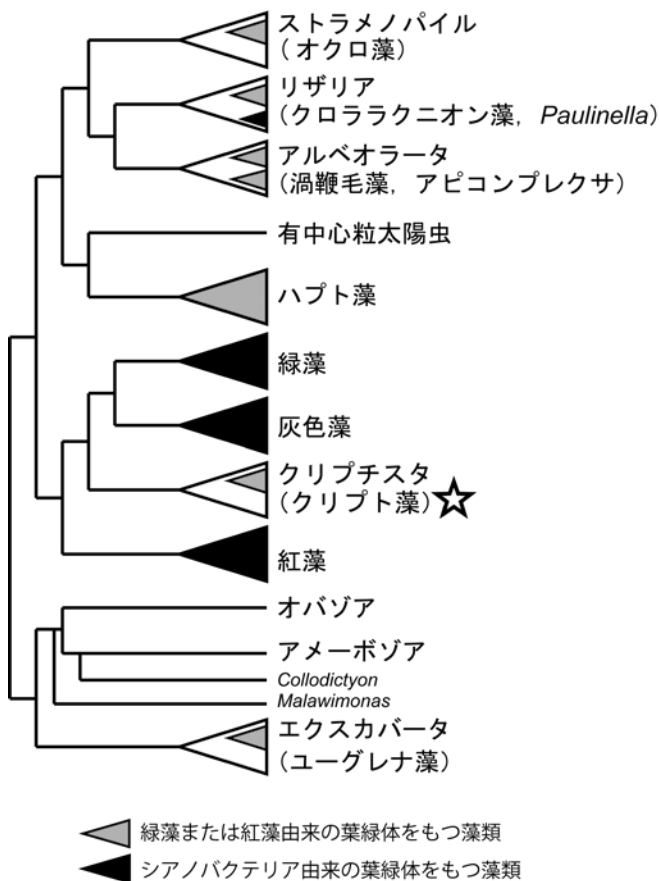 ストラメノパイル
(オクロ藻)
リザリア
(クロララクニオン藻, Paulinella)
アルベオラータ
(渦鞭毛藻, アピコンプレクサ)
有中心粒太陽虫
ハプト藻
緑藻
灰色藻
クリプチスタ
(クリプト藻)
紅藻
オバゾア
アメーボゾア
Collodictyon
Malawimonas
エクスカバータ
(ユーグレナ藻)
緑藻または紅藻由来の葉緑体をもつ藻類
シアノバクテリア由来の葉緑体をもつ藻類